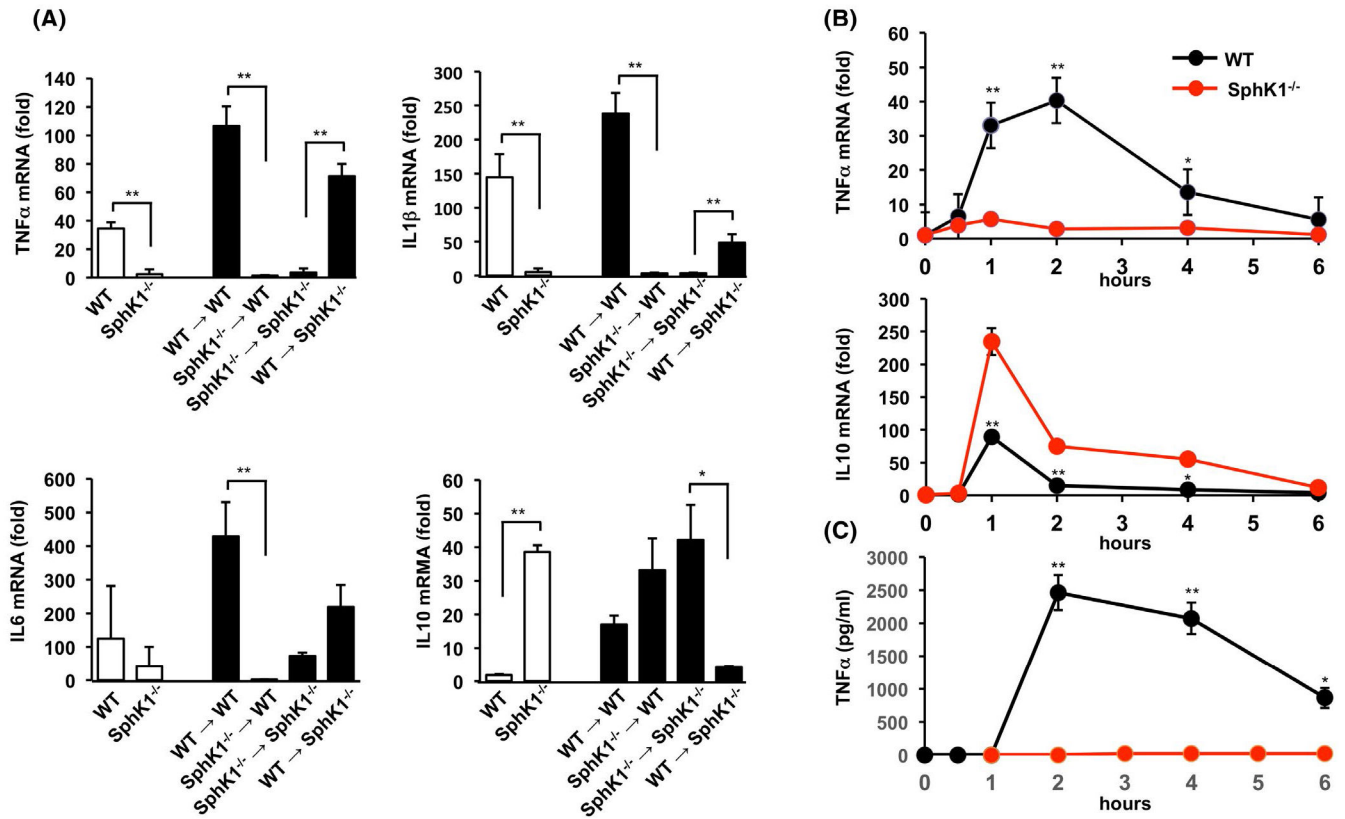 (A)
TNFα mRNA (fold)
140
120
100
80
60
40
20
0
**
**
**
WT
SphK1-/-
WT → WT
SphK1-/- → WT
SphK1-/- → SphK1-/-
WT → SphK1-/-
IL1β mRNA (fold)
300
250
200
150
100
50
0
**
**
**
WT
SphK1-/-
WT → WT
SphK1-/- → WT
SphK1-/- → SphK1-/-
WT → SphK1-/-
IL6 mRNA (fold)
600
500
400
300
200
100
0
**
WT
SphK1-/-
WT → WT
SphK1-/- → WT
SphK1-/- → SphK1-/-
WT → SphK1-/-
IL10 mRMA (fold)
60
50
40
30
20
10
0
**
*
WT
SphK1-/-
WT → WT
SphK1-/- → WT
SphK1-/- → SphK1-/-
WT → SphK1-/-
(B)
TNFα mRNA (fold)
60
50
40
30
20
10
0
**
**
*
WT
SphK1-/-
0 1 2 3 4 5 6
hours
IL10 mRNA (fold)
300
250
200
150
100
50
0
**
**
*
0 1 2 3 4 5 6
hours
(C)
TNFα (pg/ml)
3000
2500
2000
1500
1000
500
0
**
**
*
0 1 2 3 4 5 6
hours